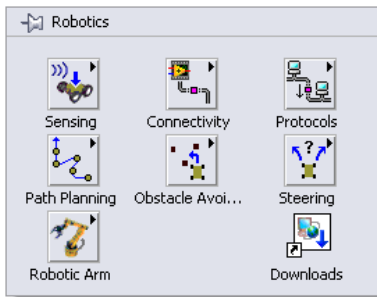 Robotics
Sensing Connectivity Protocols
?
Path Planning Obstacle Avoi... Steering
Robotic Arm Downloads